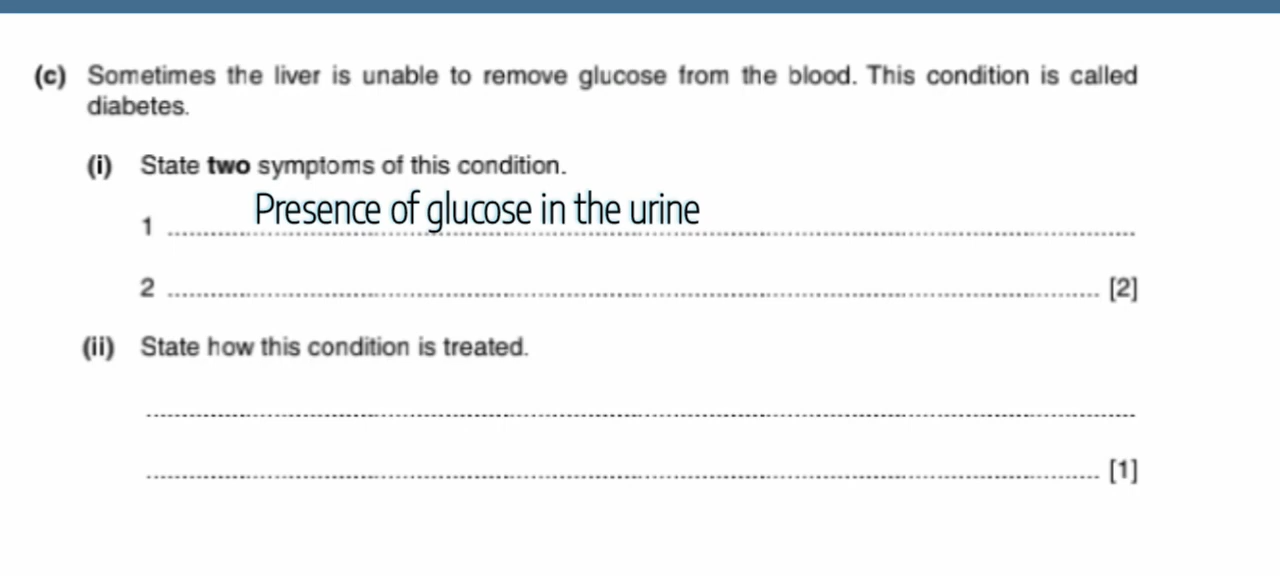 (c) Sometimes the liver is unable to remove glucose from the blood. This condition is called
diabetes.
(i) State two symptoms of this condition.
1 Presence of glucose in the urine
2 [2]
(ii) State how this condition is treated.
[1]